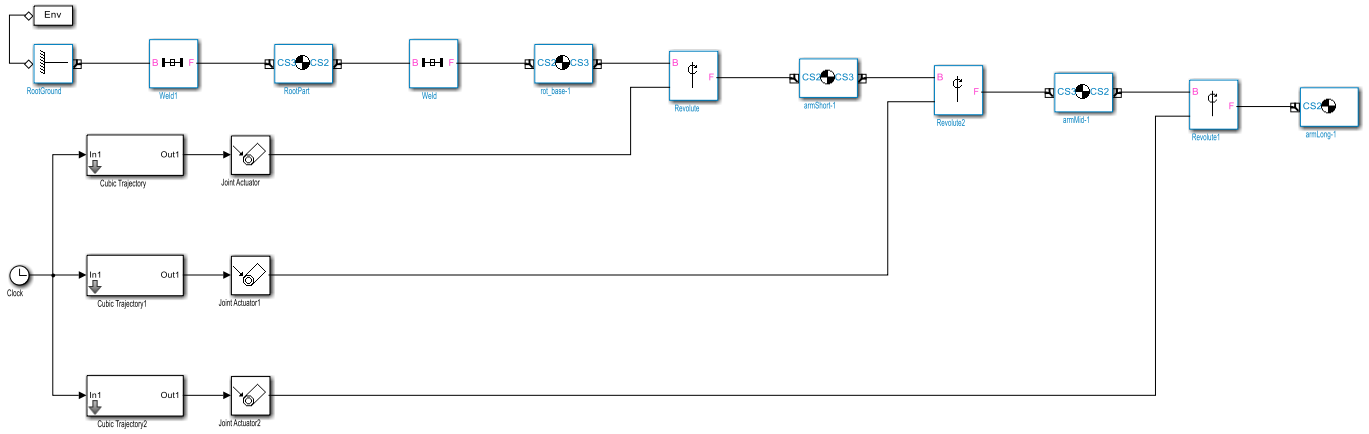 Env
RootGround
B F
Weld1
CS3 CS2
RootPart
B F
Weld
CS2 CS3
rot_base-1
B
F
Revolute
CS2 CS3
armShort-1
B
F
Revolute2
CS3 CS2
armMid-1
B
F
Revolute1
CS2
armLong-1
In1 Out1
Cubic Trajectory
Joint Actuator
Clock
In1 Out1
Cubic Trajectory1
Joint Actuator1
In1 Out1
Cubic Trajectory2
Joint Actuator2